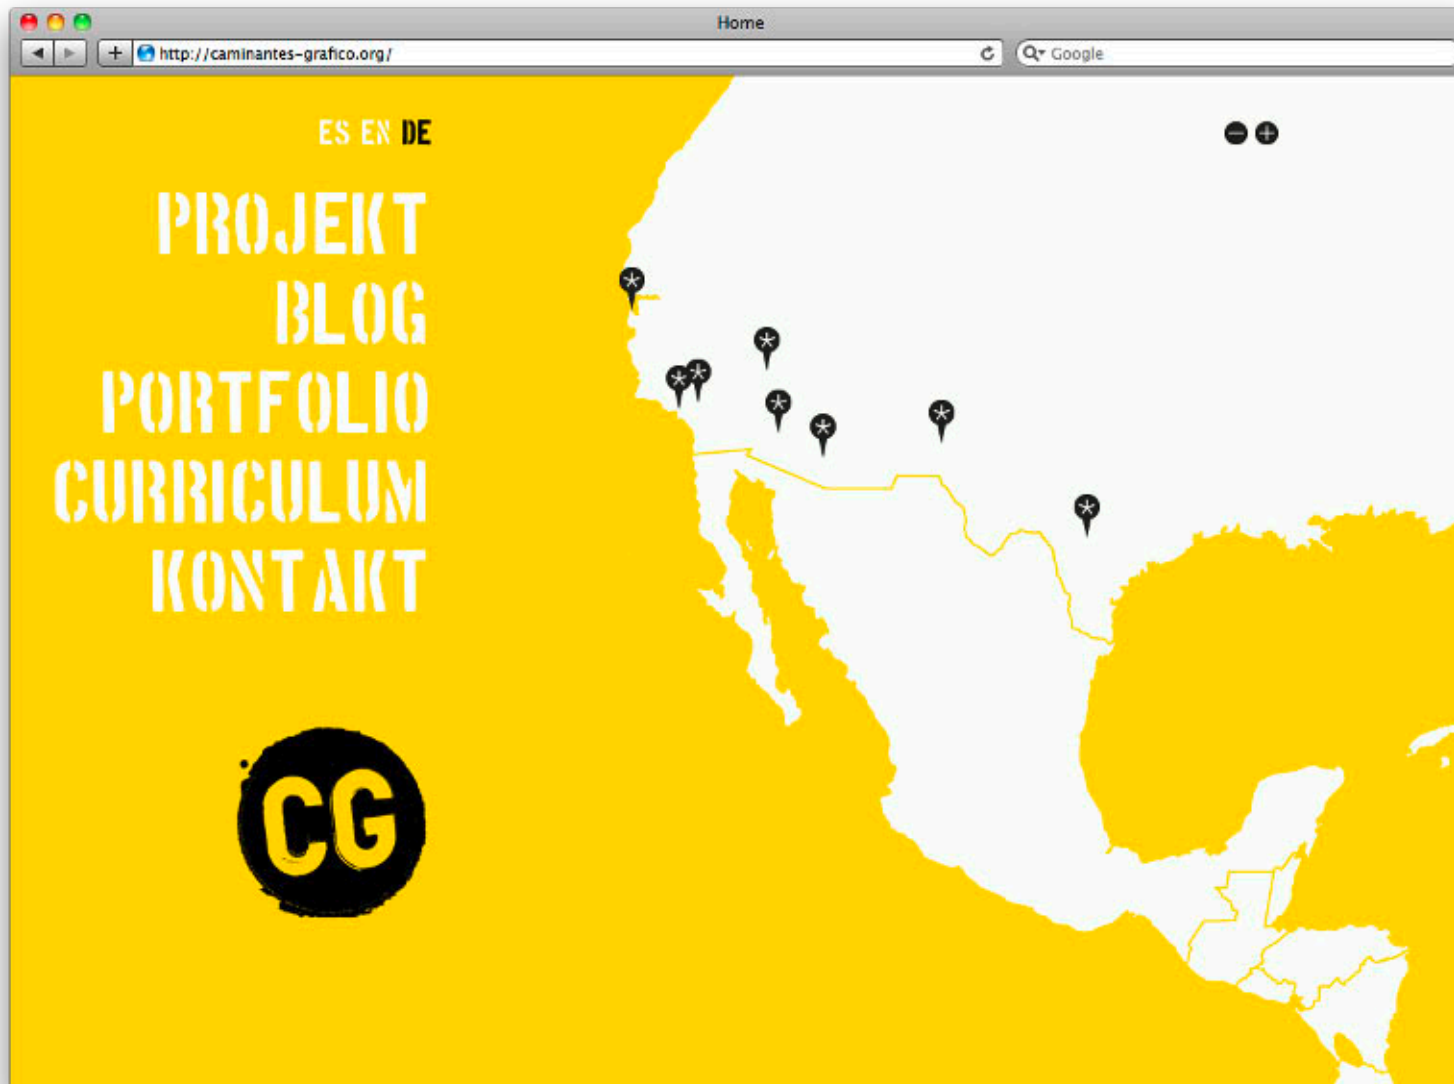 Home
http://caminantes-grafico.org/
Google
ES EN DE
PROJEKT
BLOG
PORTFOLIO
CURRICULUM
KONTAKT
CG